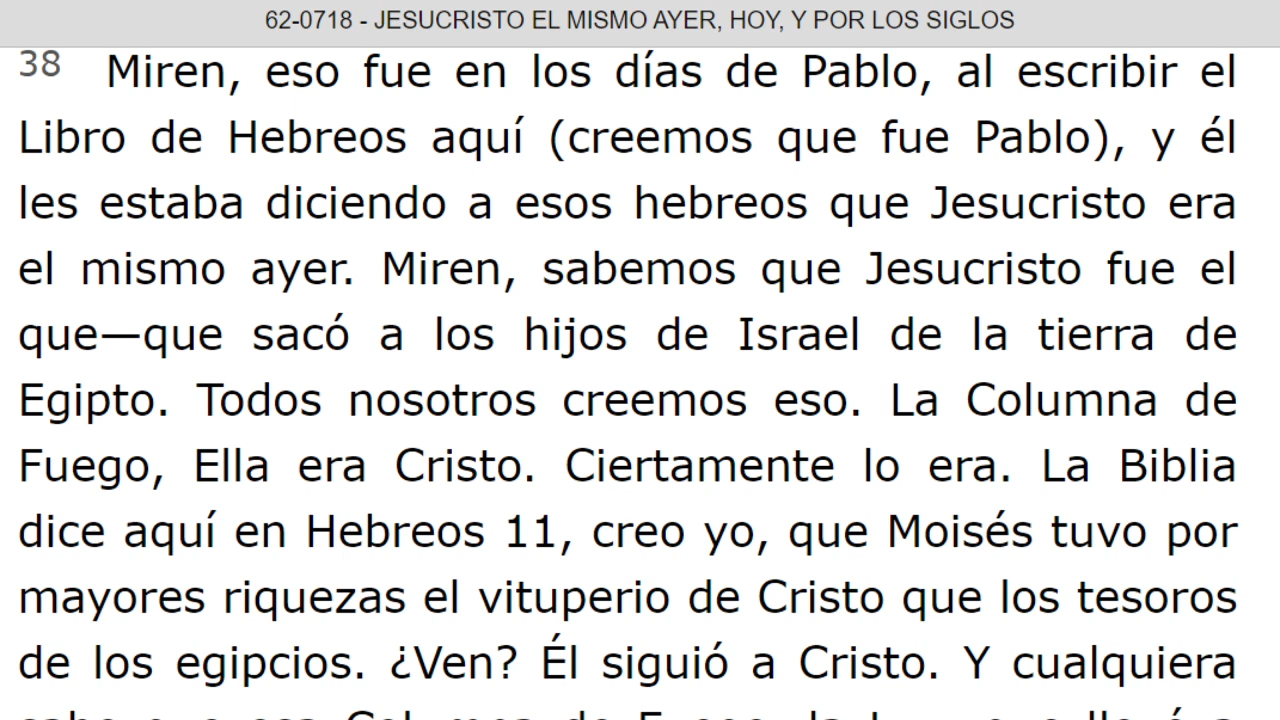 62-0718 - JESUCRISTO EL MISMO AYER, HOY, Y POR LOS SIGLOS
38 Miren, eso fue en los días de Pablo, al escribir el
Libro de Hebreos aquí (creemos que fue Pablo), y él
les estaba diciendo a esos hebreos que Jesucristo era
el mismo ayer. Miren, sabemos que Jesucristo fue el
que—que sacó a los hijos de Israel de la tierra de
Egipto. Todos nosotros creemos eso. La Columna de
Fuego, Ella era Cristo. Ciertamente lo era. La Biblia
dice aquí en Hebreos 11, creo yo, que Moisés tuvo por
mayores riquezas el vituperio de Cristo que los tesoros
de los egipcios. ¿Ven? Él siguió a Cristo. Y cualquiera